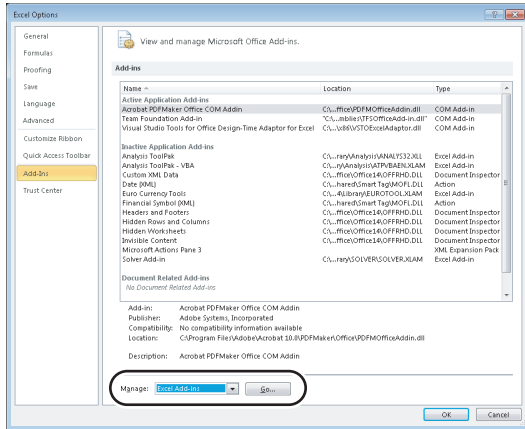 Excel Options
General
Formulas
Proofing
Save
Language
Advanced
Customize Ribbon
Quick Access Toolbar
Add-Ins
Trust Center
View and manage Microsoft Office Add-ins.
Add-ins
Name Location Type
Active Application Add-ins
Acrobat PDFMaker Office COM Addin C:\...ffice\PDFMOfficeAddin.dll COM Add-in
Team Foundation Add-in "C:\...mblies\TFSOfficeAdd-in.dll" COM Add-in
Visual Studio Tools for Office Design-Time Adaptor for Excel C:\...\x86\VSTOExcelAdaptor.dll COM Add-in
Inactive Application Add-ins
Analysis ToolPak C:\...rary\Analysis\ANALYS32.XLL Excel Add-in
Analysis ToolPak - VBA C:\...ry\Analysis\ATPVBAEN.XLAM Excel Add-in
Custom XML Data C:\...ffice\Office14\OFFRHD.DLL Document Inspector
Date (XML) C:\...hared\Smart Tag\MOFL.DLL Action
Euro Currency Tools C:\...4\Library\EUROTOOL.XLAM Excel Add-in
Financial Symbol (XML) C:\...hared\Smart Tag\MOFL.DLL Action
Headers and Footers C:\...ffice\Office14\OFFRHD.DLL Document Inspector
Hidden Rows and Columns C:\...ffice\Office14\OFFRHD.DLL Document Inspector
Hidden Worksheets C:\...ffice\Office14\OFFRHD.DLL Document Inspector
Invisible Content C:\...ffice\Office14\OFFRHD.DLL Document Inspector
Microsoft Actions Pane 3 XML Expansion Pack
Solver Add-in C:\...rary\SOLVER\SOLVER.XLAM Excel Add-in
Document Related Add-ins
No Document Related Add-ins
Add-in: Acrobat PDFMaker Office COM Addin
Publisher: Adobe Systems, Incorporated
Compatibility: No compatibility information available
Location: C:\Program Files\Adobe\Acrobat 10.0\PDFMaker\Office\PDFMOfficeAddin.dll
Description: Acrobat PDFMaker Office COM Addin
Manage: Excel Add-ins Go...
OK Cancel